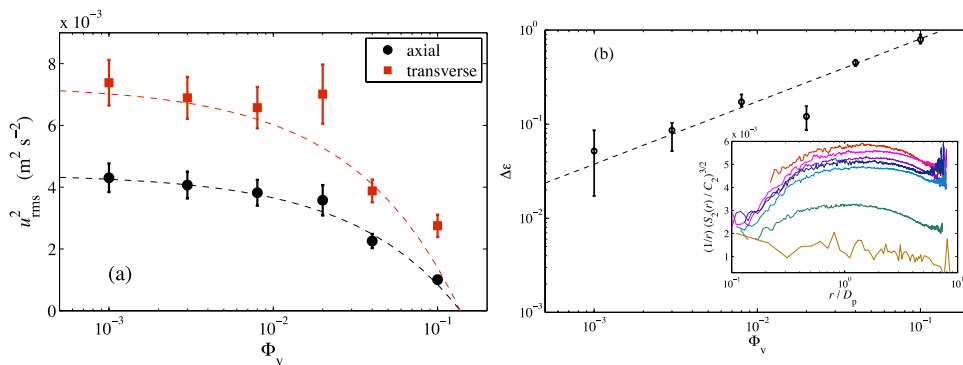 x 10⁻³
8
6
4
2
0
u²rms (m² s⁻²)
(a)
axial
transverse
10⁻³
10⁻²
10⁻¹
Φv
10⁰
10⁻¹
10⁻²
10⁻³
Δε
(b)
x 10⁻³
6
5
4
3
2
1
(1/r) (S₂(r) / C₂)^3/2
10⁻¹
10⁰
10¹
r / Dp
10⁻³
10⁻²
10⁻¹
Φv